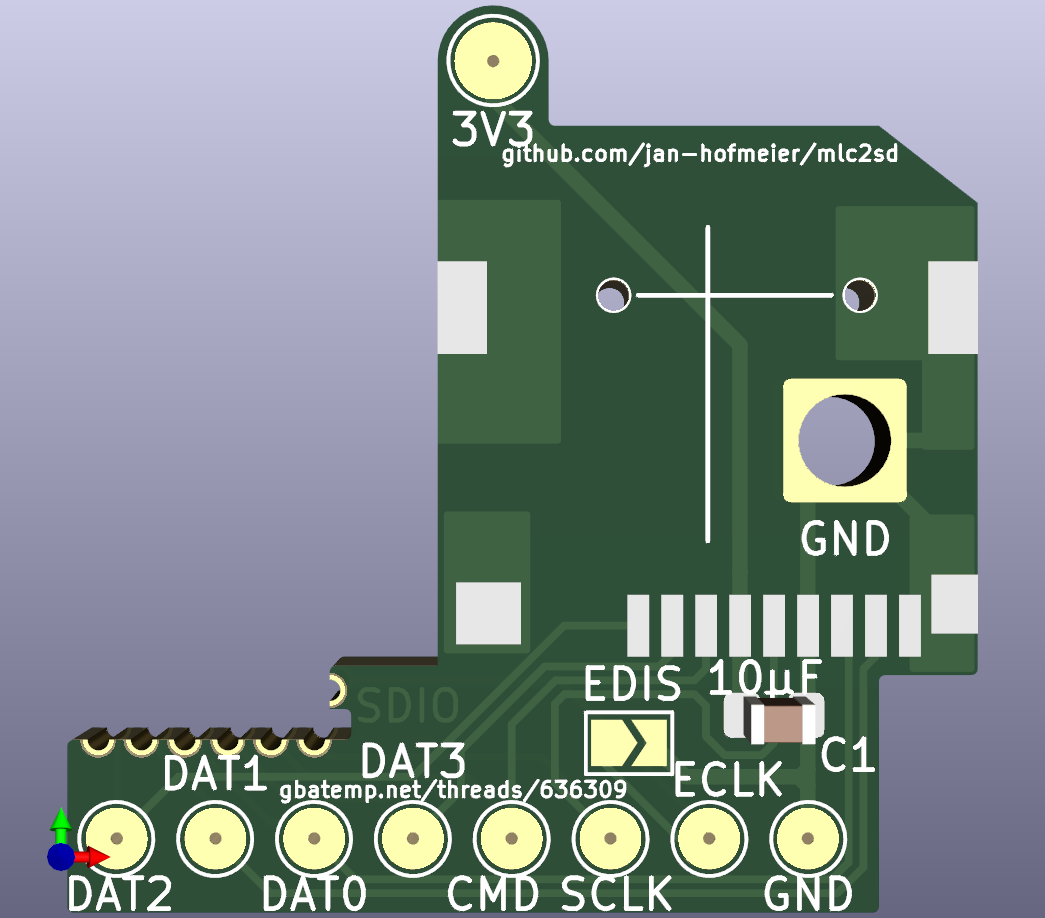 3V3
github.com/jan-hofmeier/mlc2sd
GND
EDIS
10µF
SDIO
C1
DAT3
DAT1
ECLK
gbatemp.net/threads/636309
DAT2
DAT0
CMD
SCLK
GND